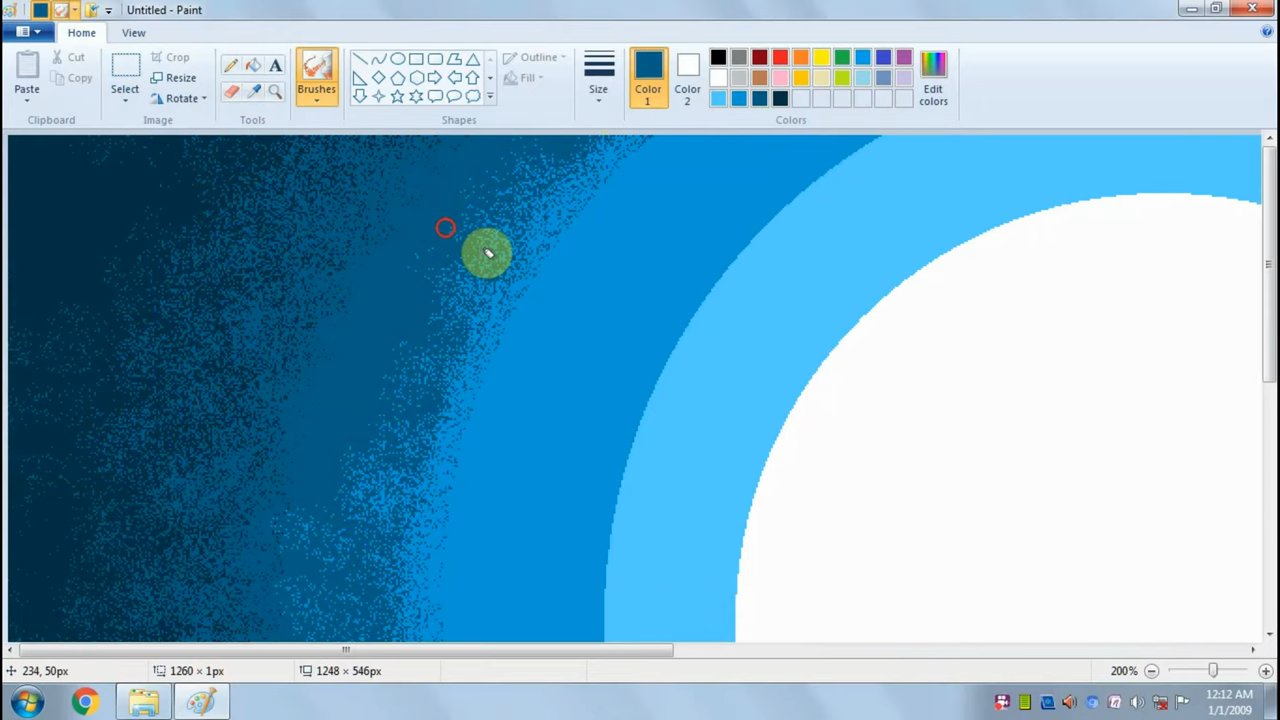 Untitled - Paint
Home
View
Paste
Cut
Copy
Clipboard
Select
Crop
Resize
Rotate
Image
A
Tools
Brushes
Outline
Fill
Shapes
Size
Color 1
Color 2
Edit colors
Colors
234, 50px
1260 × 1px
1248 × 546px
200%
12:12 AM
1/1/2009